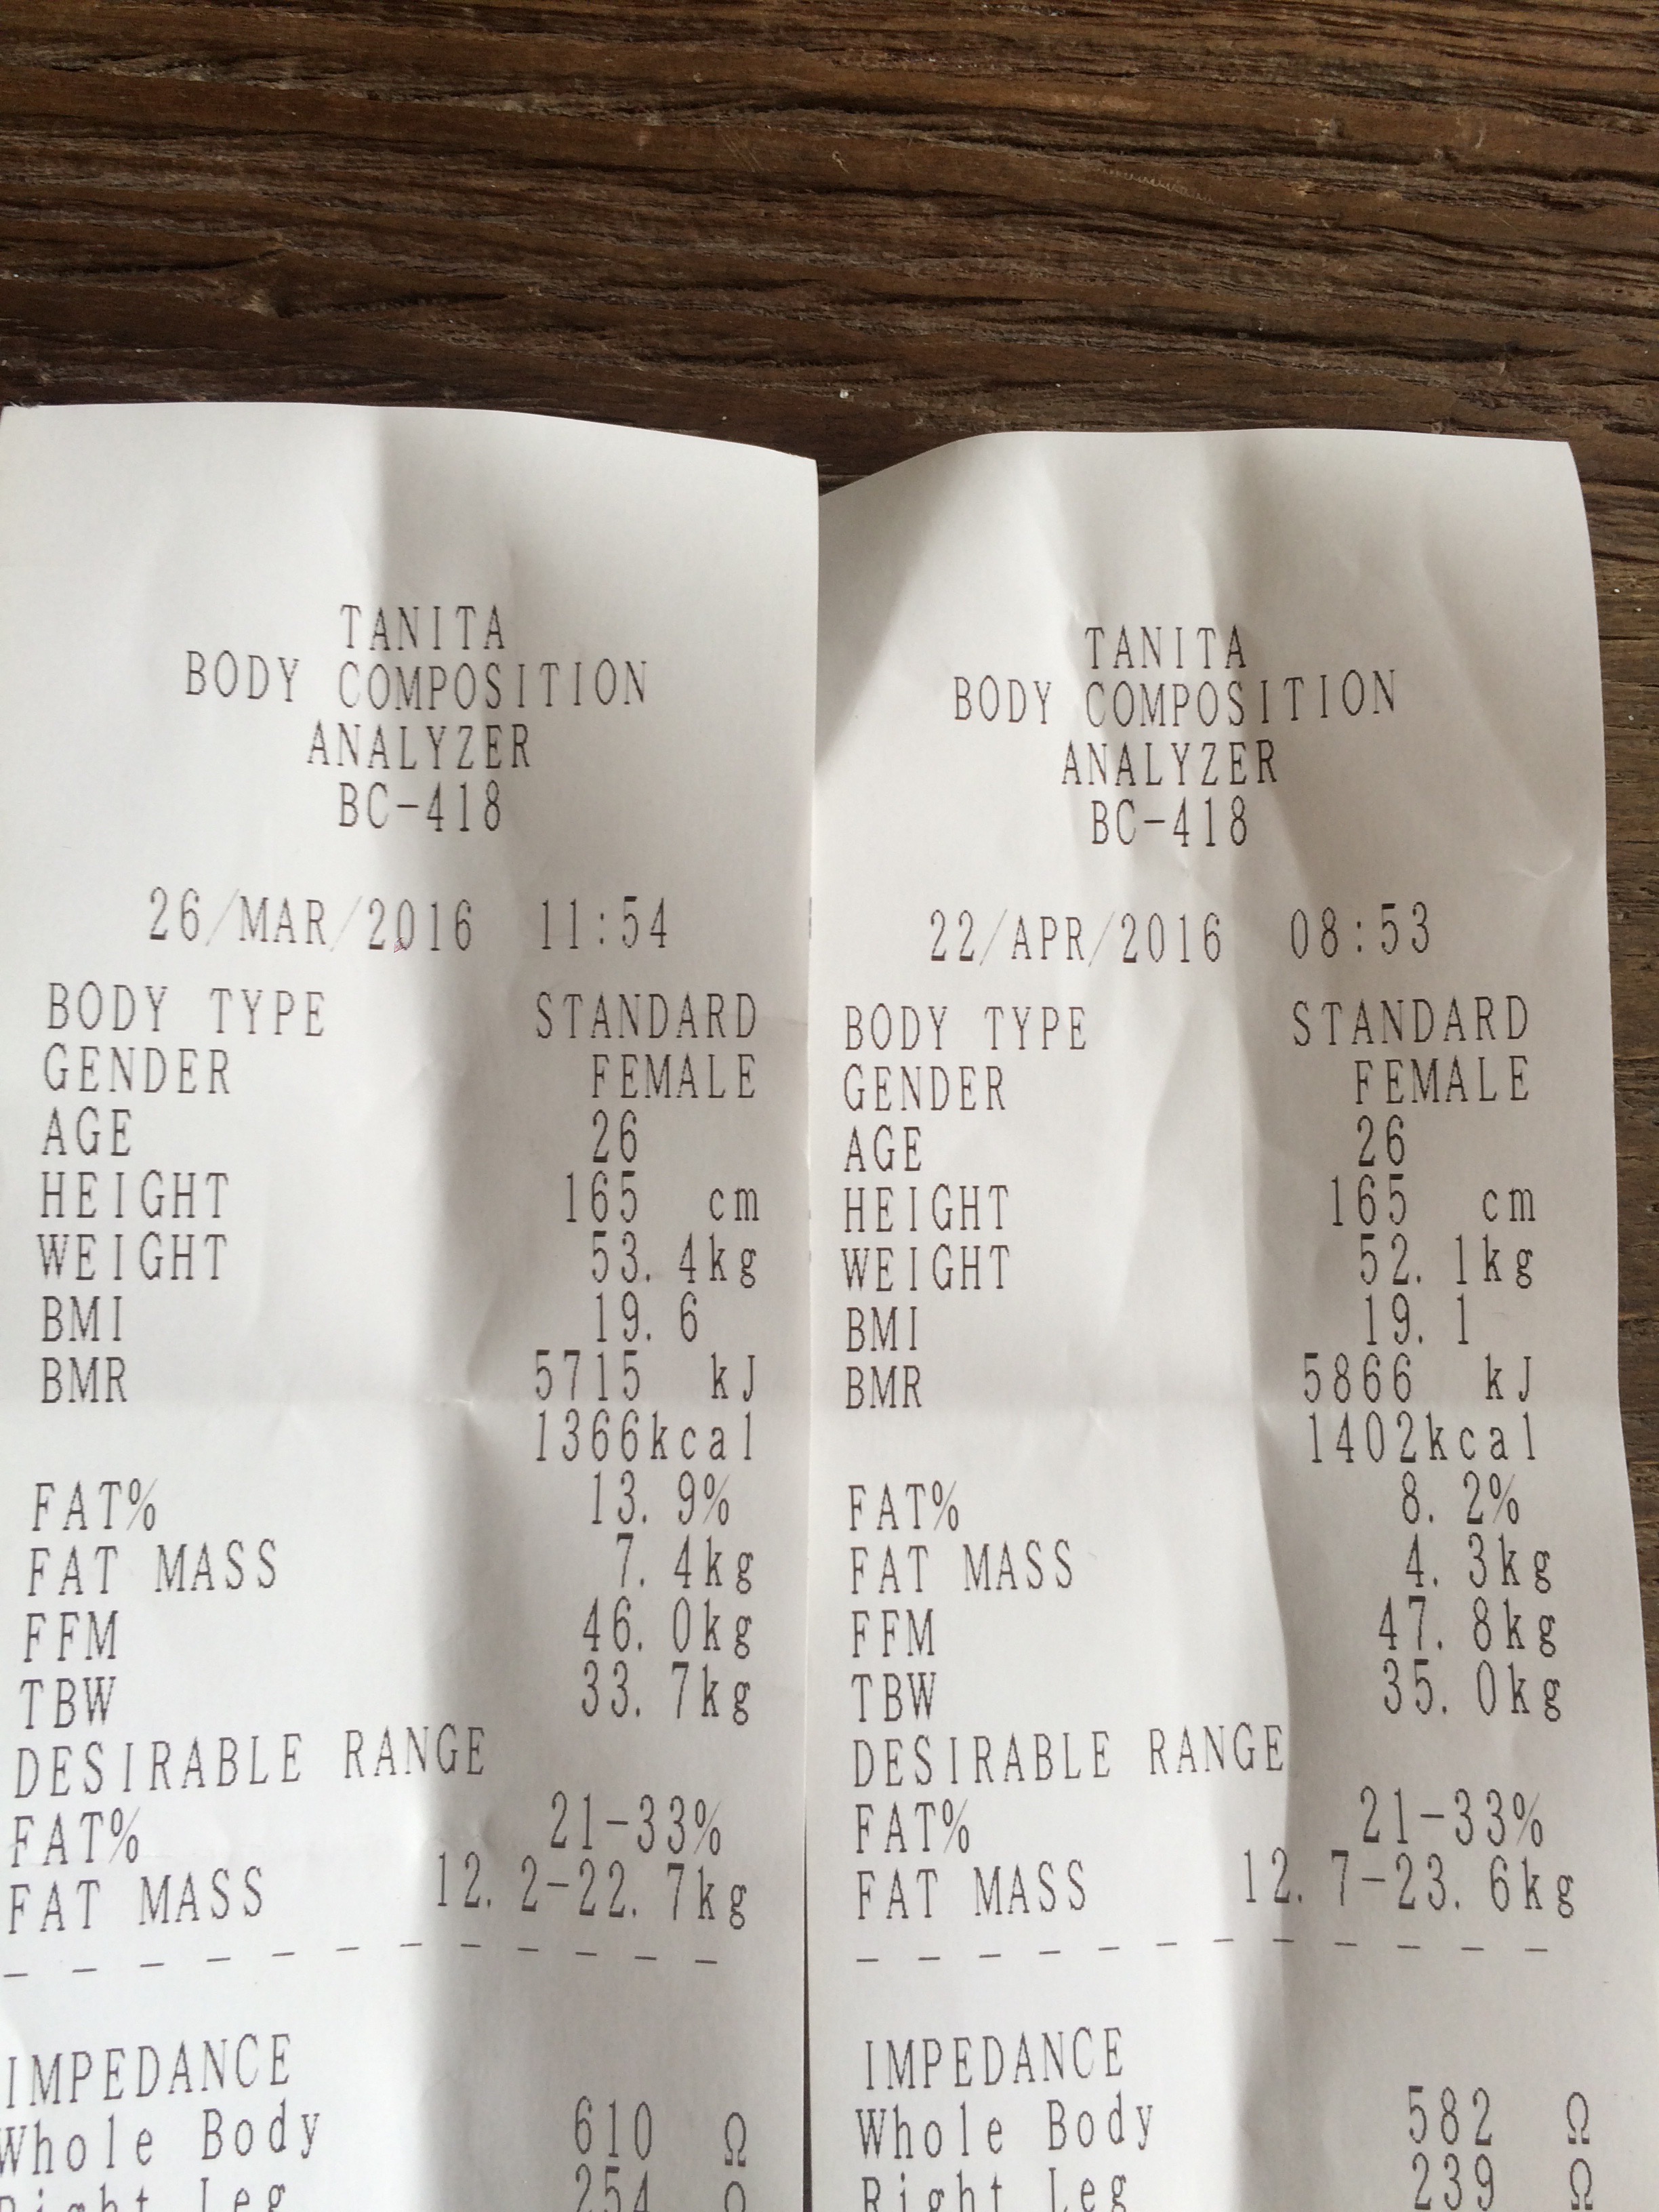 TANITA
BODY COMPOSITION
ANALYZER
BC-418
26/MAR/2016 11:54
BODY TYPE STANDARD
GENDER FEMALE
AGE 26
HEIGHT 165 cm
WEIGHT 53.4kg
BMI 19.6
BMR 5715 kJ
1366kcal
FAT% 13.9%
FAT MASS 7.4kg
FFM 46.0kg
TBW 33.7kg
DESIRABLE RANGE
FAT% 21-33%
FAT MASS 12.2-22.7kg
- - - - - - - - - - - -
IMPEDANCE
Whole Body 610 Ω
Right Leg 254 Ω
TANITA
BODY COMPOSITION
ANALYZER
BC-418
22/APR/2016 08:53
BODY TYPE STANDARD
GENDER FEMALE
AGE 26
HEIGHT 165 cm
WEIGHT 52.1kg
BMI 19.1
BMR 5866 kJ
1402kcal
FAT% 8.2%
FAT MASS 4.3kg
FFM 47.8kg
TBW 35.0kg
DESIRABLE RANGE
FAT% 21-33%
FAT MASS 12.7-23.6kg
- - - - - - - - - - - -
IMPEDANCE
Whole Body 582 Ω
Right Leg 239 Ω